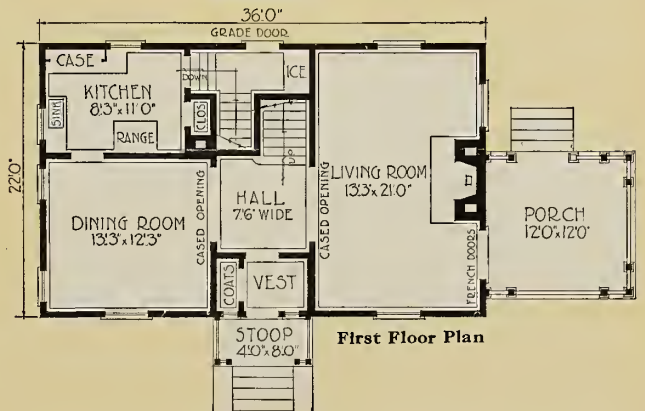 36'0"
GRADE DOOR
CASE
DOWN
ICE
KITCHEN
8'3" x 11'0"
SINK
CLOS
RANGE
UP
22'0"
LIVING ROOM
13'3" x 21'0"
CASED OPENING
HALL
7'6" WIDE
CASED OPENING
DINING ROOM
13'3" x 12'3"
PORCH
12'0" x 12'0"
FRENCH DOORS
COATS
VEST
STOOP
4'0" x 8'0"
First Floor Plan